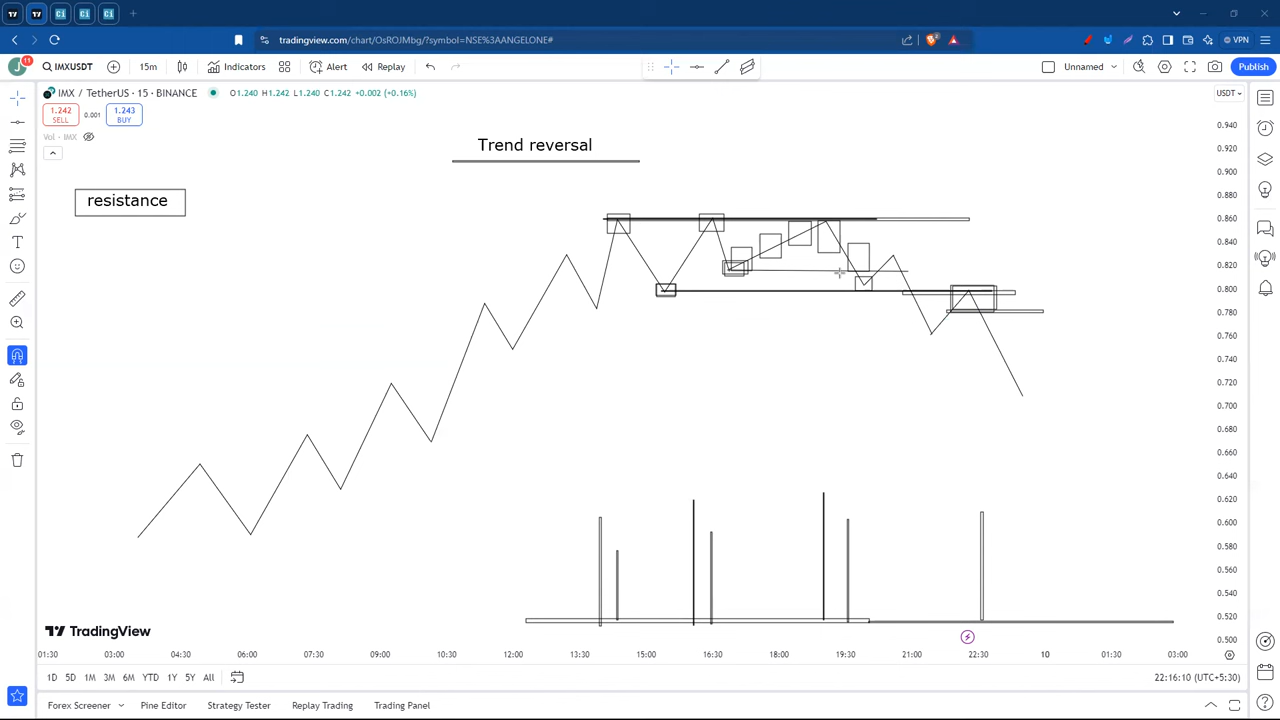 tradingview.com/chart/OsROJMbg/?symbol=NSE%3AANGELONE#
VPN
11
J
IMXUSDT
15m
Indicators
Alert
Replay
Unnamed
Publish
IMX / TetherUS · 15 · BINANCE
O1.240 H1.242 L1.240 C1.242 +0.002 (+0.16%)
USDT
1.242
SELL
0.001
1.243
BUY
Vol · IMX
Trend reversal
resistance
0.940
0.920
0.900
0.880
0.860
0.840
0.820
0.800
0.780
0.760
0.740
0.720
0.700
0.680
0.660
0.640
0.620
0.600
0.580
0.560
0.540
0.520
0.500
TradingView
01:30 03:00 04:30 06:00 07:30 09:00 10:30 12:00 13:30 15:00 16:30 18:00 19:30 21:00 22:30 10 01:30 03:00
1D 5D 1M 3M 6M YTD 1Y 5Y All
22:16:10 (UTC+5:30)
Forex Screener
Pine Editor
Strategy Tester
Replay Trading
Trading Panel